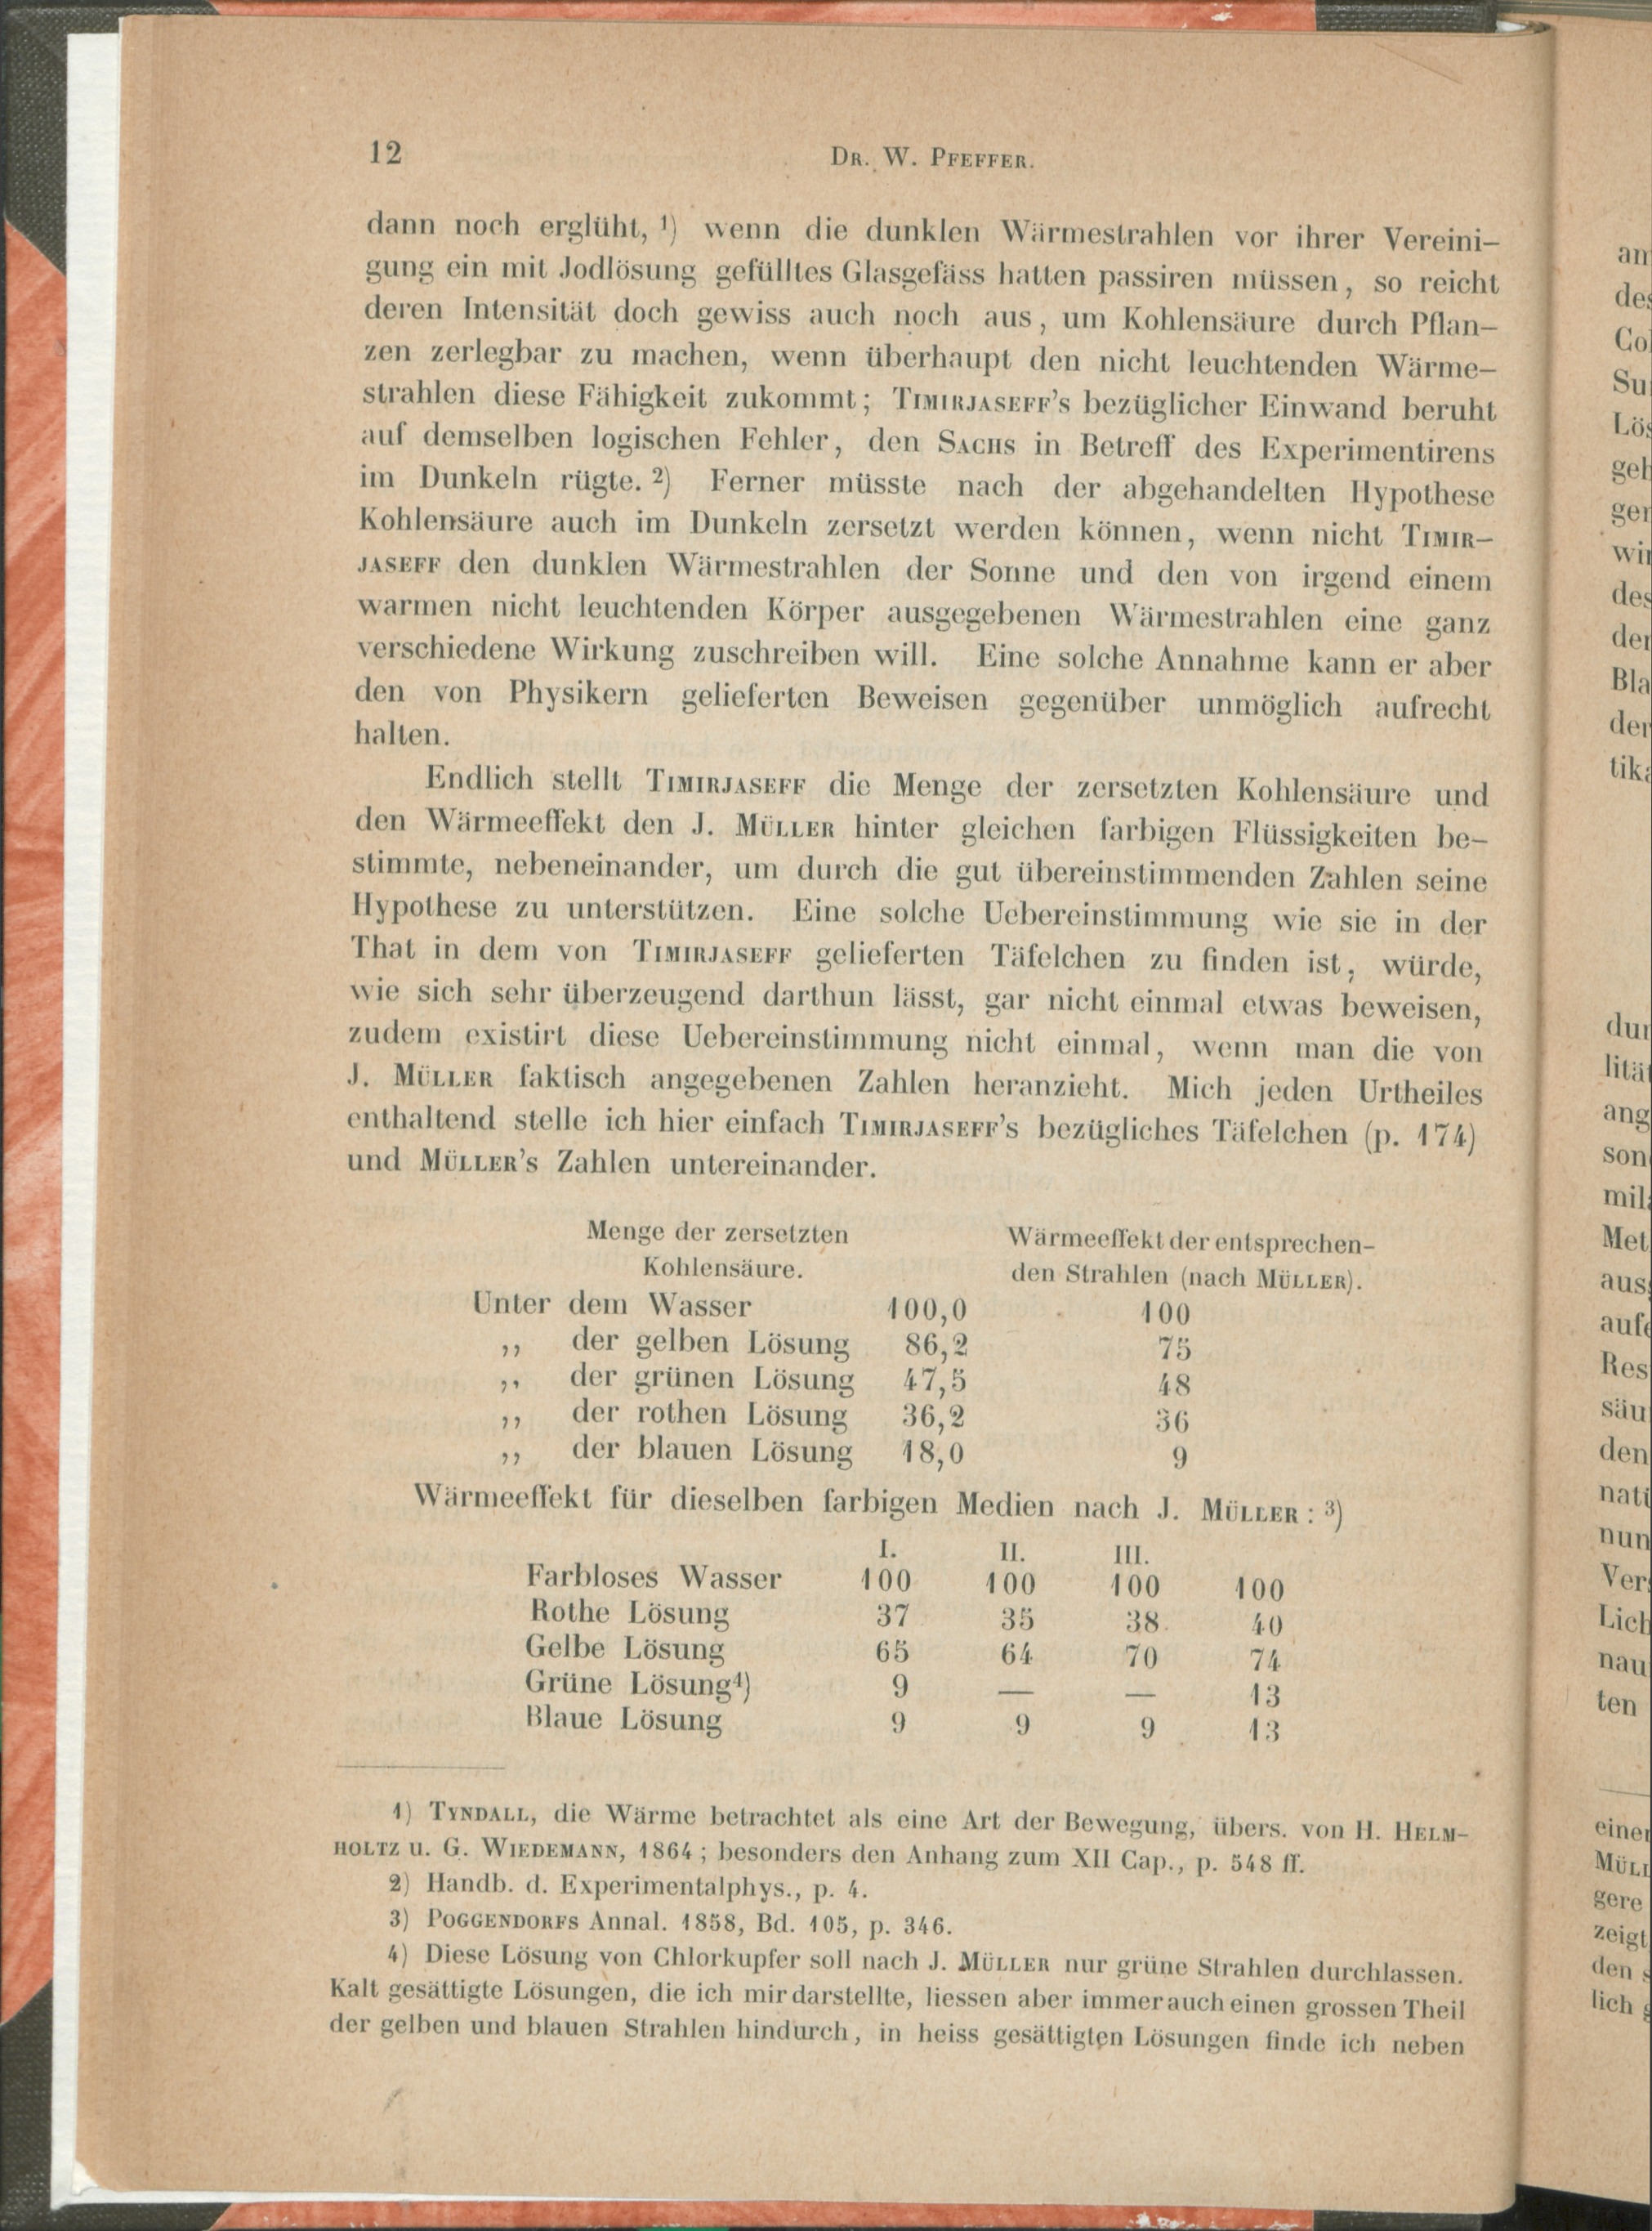 12 DR. W. PFEFFER.
dann noch erglüht, 1) wenn die dunklen Wärmestrahlen vor ihrer Vereini-
gung ein mit Jodlösung gefülltes Glasgefäss hatten passiren müssen, so reicht
deren Intensität doch gewiss auch noch aus, um Kohlensäure durch Pflan-
zen zerlegbar zu machen, wenn überhaupt den nicht leuchtenden Wärme-
strahlen diese Fähigkeit zukommt; TIMIRJASEFF'S bezüglicher Einwand beruht
auf demselben logischen Fehler, den SACHS in Betreff des Experimentirens
im Dunkeln rügte. 2) Ferner müsste nach der abgehandelten Hypothese
Kohlensäure auch im Dunkeln zersetzt werden können, wenn nicht TIMIR-
JASEFF den dunklen Wärmestrahlen der Sonne und den von irgend einem
warmen nicht leuchtenden Körper ausgegebenen Wärmestrahlen eine ganz
verschiedene Wirkung zuschreiben will. Eine solche Annahme kann er aber
den von Physikern gelieferten Beweisen gegenüber unmöglich aufrecht
halten.
Endlich stellt TIMIRJASEFF die Menge der zersetzten Kohlensäure und
den Wärmeeffekt den J. MÜLLER hinter gleichen farbigen Flüssigkeiten be-
stimmte, nebeneinander, um durch die gut übereinstimmenden Zahlen seine
Hypothese zu unterstützen. Eine solche Uebereinstimmung wie sie in der
That in dem von TIMIRJASEFF gelieferten Täfelchen zu finden ist, würde,
wie sich sehr überzeugend darthun lässt, gar nicht einmal etwas beweisen,
zudem existirt diese Uebereinstimmung nicht einmal, wenn man die von
J. MÜLLER faktisch angegebenen Zahlen heranzieht. Mich jeden Urtheiles
enthaltend stelle ich hier einfach TIMIRJASEFF'S bezügliches Täfelchen (p. 174)
und MÜLLER'S Zahlen untereinander.
Menge der zersetzten Wärmeeffekt der entsprechen-
Kohlensäure. den Strahlen (nach MÜLLER).
Unter dem Wasser 100,0 100
,, der gelben Lösung 86,2 75
,, der grünen Lösung 47,5 48
,, der rothen Lösung 36,2 36
,, der blauen Lösung 18,0 9
Wärmeeffekt für dieselben farbigen Medien nach J. MÜLLER: 3)
I. II. III.
Farbloses Wasser 100 100 100 100
Rothe Lösung 37 35 38 40
Gelbe Lösung 65 64 70 74
Grüne Lösung4) 9 — — 13
Blaue Lösung 9 9 9 13
1) TYNDALL, die Wärme betrachtet als eine Art der Bewegung, übers. von H. HELM-
HOLTZ u. G. WIEDEMANN, 1864; besonders den Anhang zum XII Cap., p. 548 ff.
2) Handb. d. Experimentalphys., p. 4.
3) POGGENDORFS Annal. 1858, Bd. 105, p. 346.
4) Diese Lösung von Chlorkupfer soll nach J. MÜLLER nur grüne Strahlen durchlassen.
Kalt gesättigte Lösungen, die ich mir darstellte, liessen aber immer auch einen grossen Theil
der gelben und blauen Strahlen hindurch, in heiss gesättigten Lösungen finde ich neben